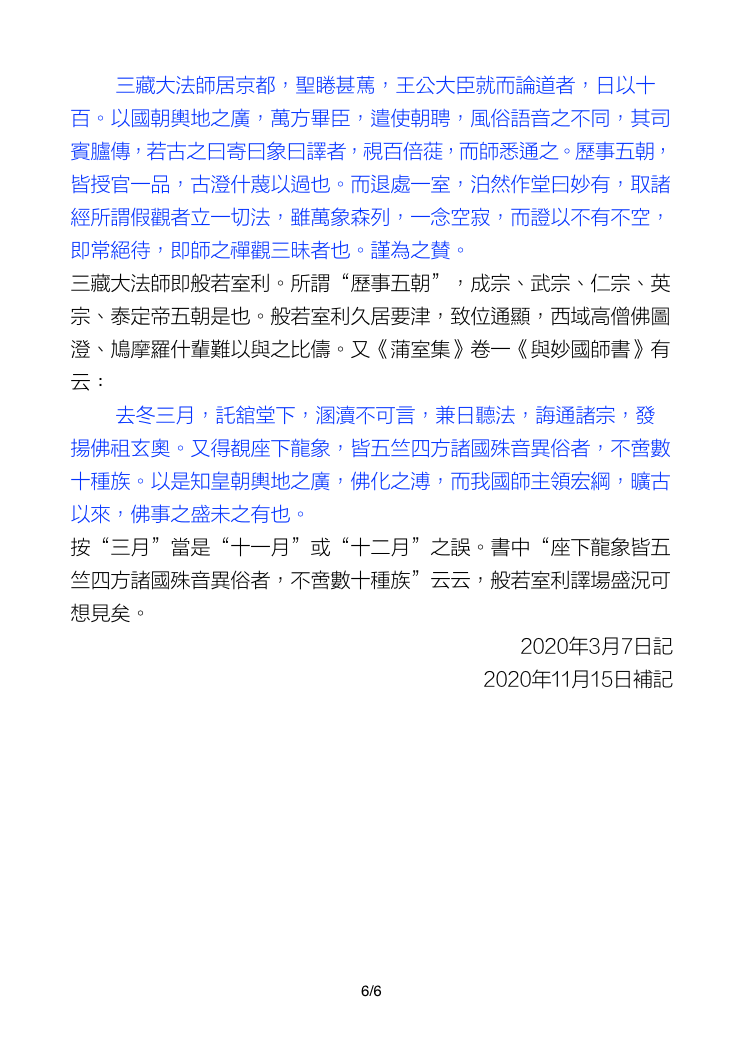 三藏大法師居京都，聖睠甚蔿，王公大臣就而論道者，日以十
百。以國朝輿地之廣，萬方畢臣，遣使朝聘，風俗語音之不同，其司
賓臚傳，若古之曰寄曰象曰譯者，視百倍蓰，而師悉通之。歷事五朝，
皆授官一品，古澄什蔑以過也。而退處一室，泊然作堂曰妙有，取諸
經所謂假觀者立一切法，雖萬象森列，一念空寂，而證以不有不空，
即常絕待，即師之禪觀三昧者也。謹為之贊。
三藏大法師即般若室利。所謂“歷事五朝”，成宗、武宗、仁宗、英
宗、泰定帝五朝是也。般若室利久居要津，致位通顯，西域高僧佛圖
澄、鳩摩羅什輩難以與之比儔。又《蒲室集》卷一《與妙國師書》有
云：
去冬三月，託舘堂下，溷瀆不可言，兼日聽法，誨通諸宗，發
揚佛祖玄奧。又得覩座下龍象，皆五竺四方諸國殊音異俗者，不啻數
十種族。以是知皇朝輿地之廣，佛化之溥，而我國師主領宏綱，曠古
以來，佛事之盛未之有也。
按“三月”當是“十一月”或“十二月”之誤。書中“座下龍象皆五
竺四方諸國殊音異俗者，不啻數十種族”云云，般若室利譯場盛況可
想見矣。
2020年3月7日記
2020年11月15日補記
6/6